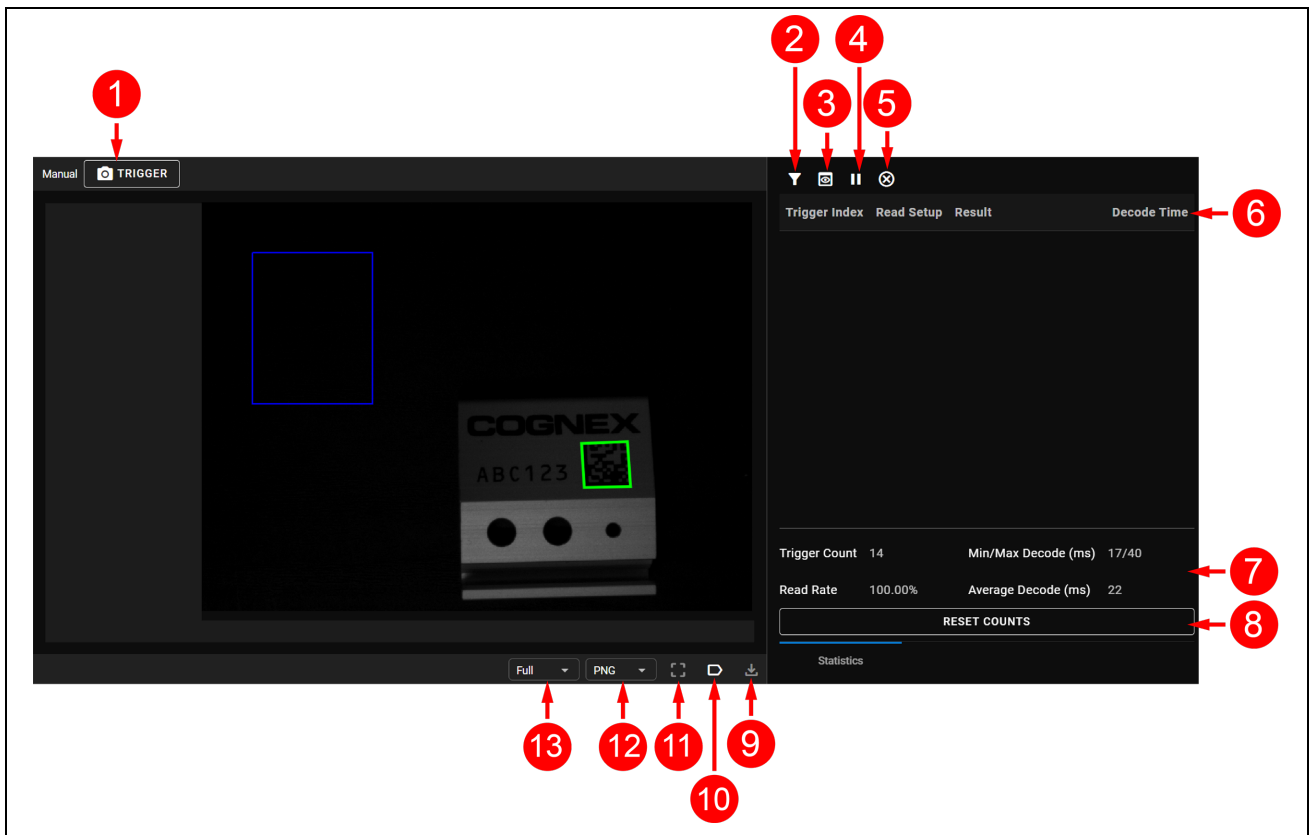 2 4
1 3 5
Manual TRIGGER
Trigger Index Read Setup Result Decode Time 6
COGNEX
ABC123
Trigger Count 14 Min/Max Decode (ms) 17/40
7
Read Rate 100.00% Average Decode (ms) 22
RESET COUNTS 8
Statistics
Full PNG
13 12 11 9
10